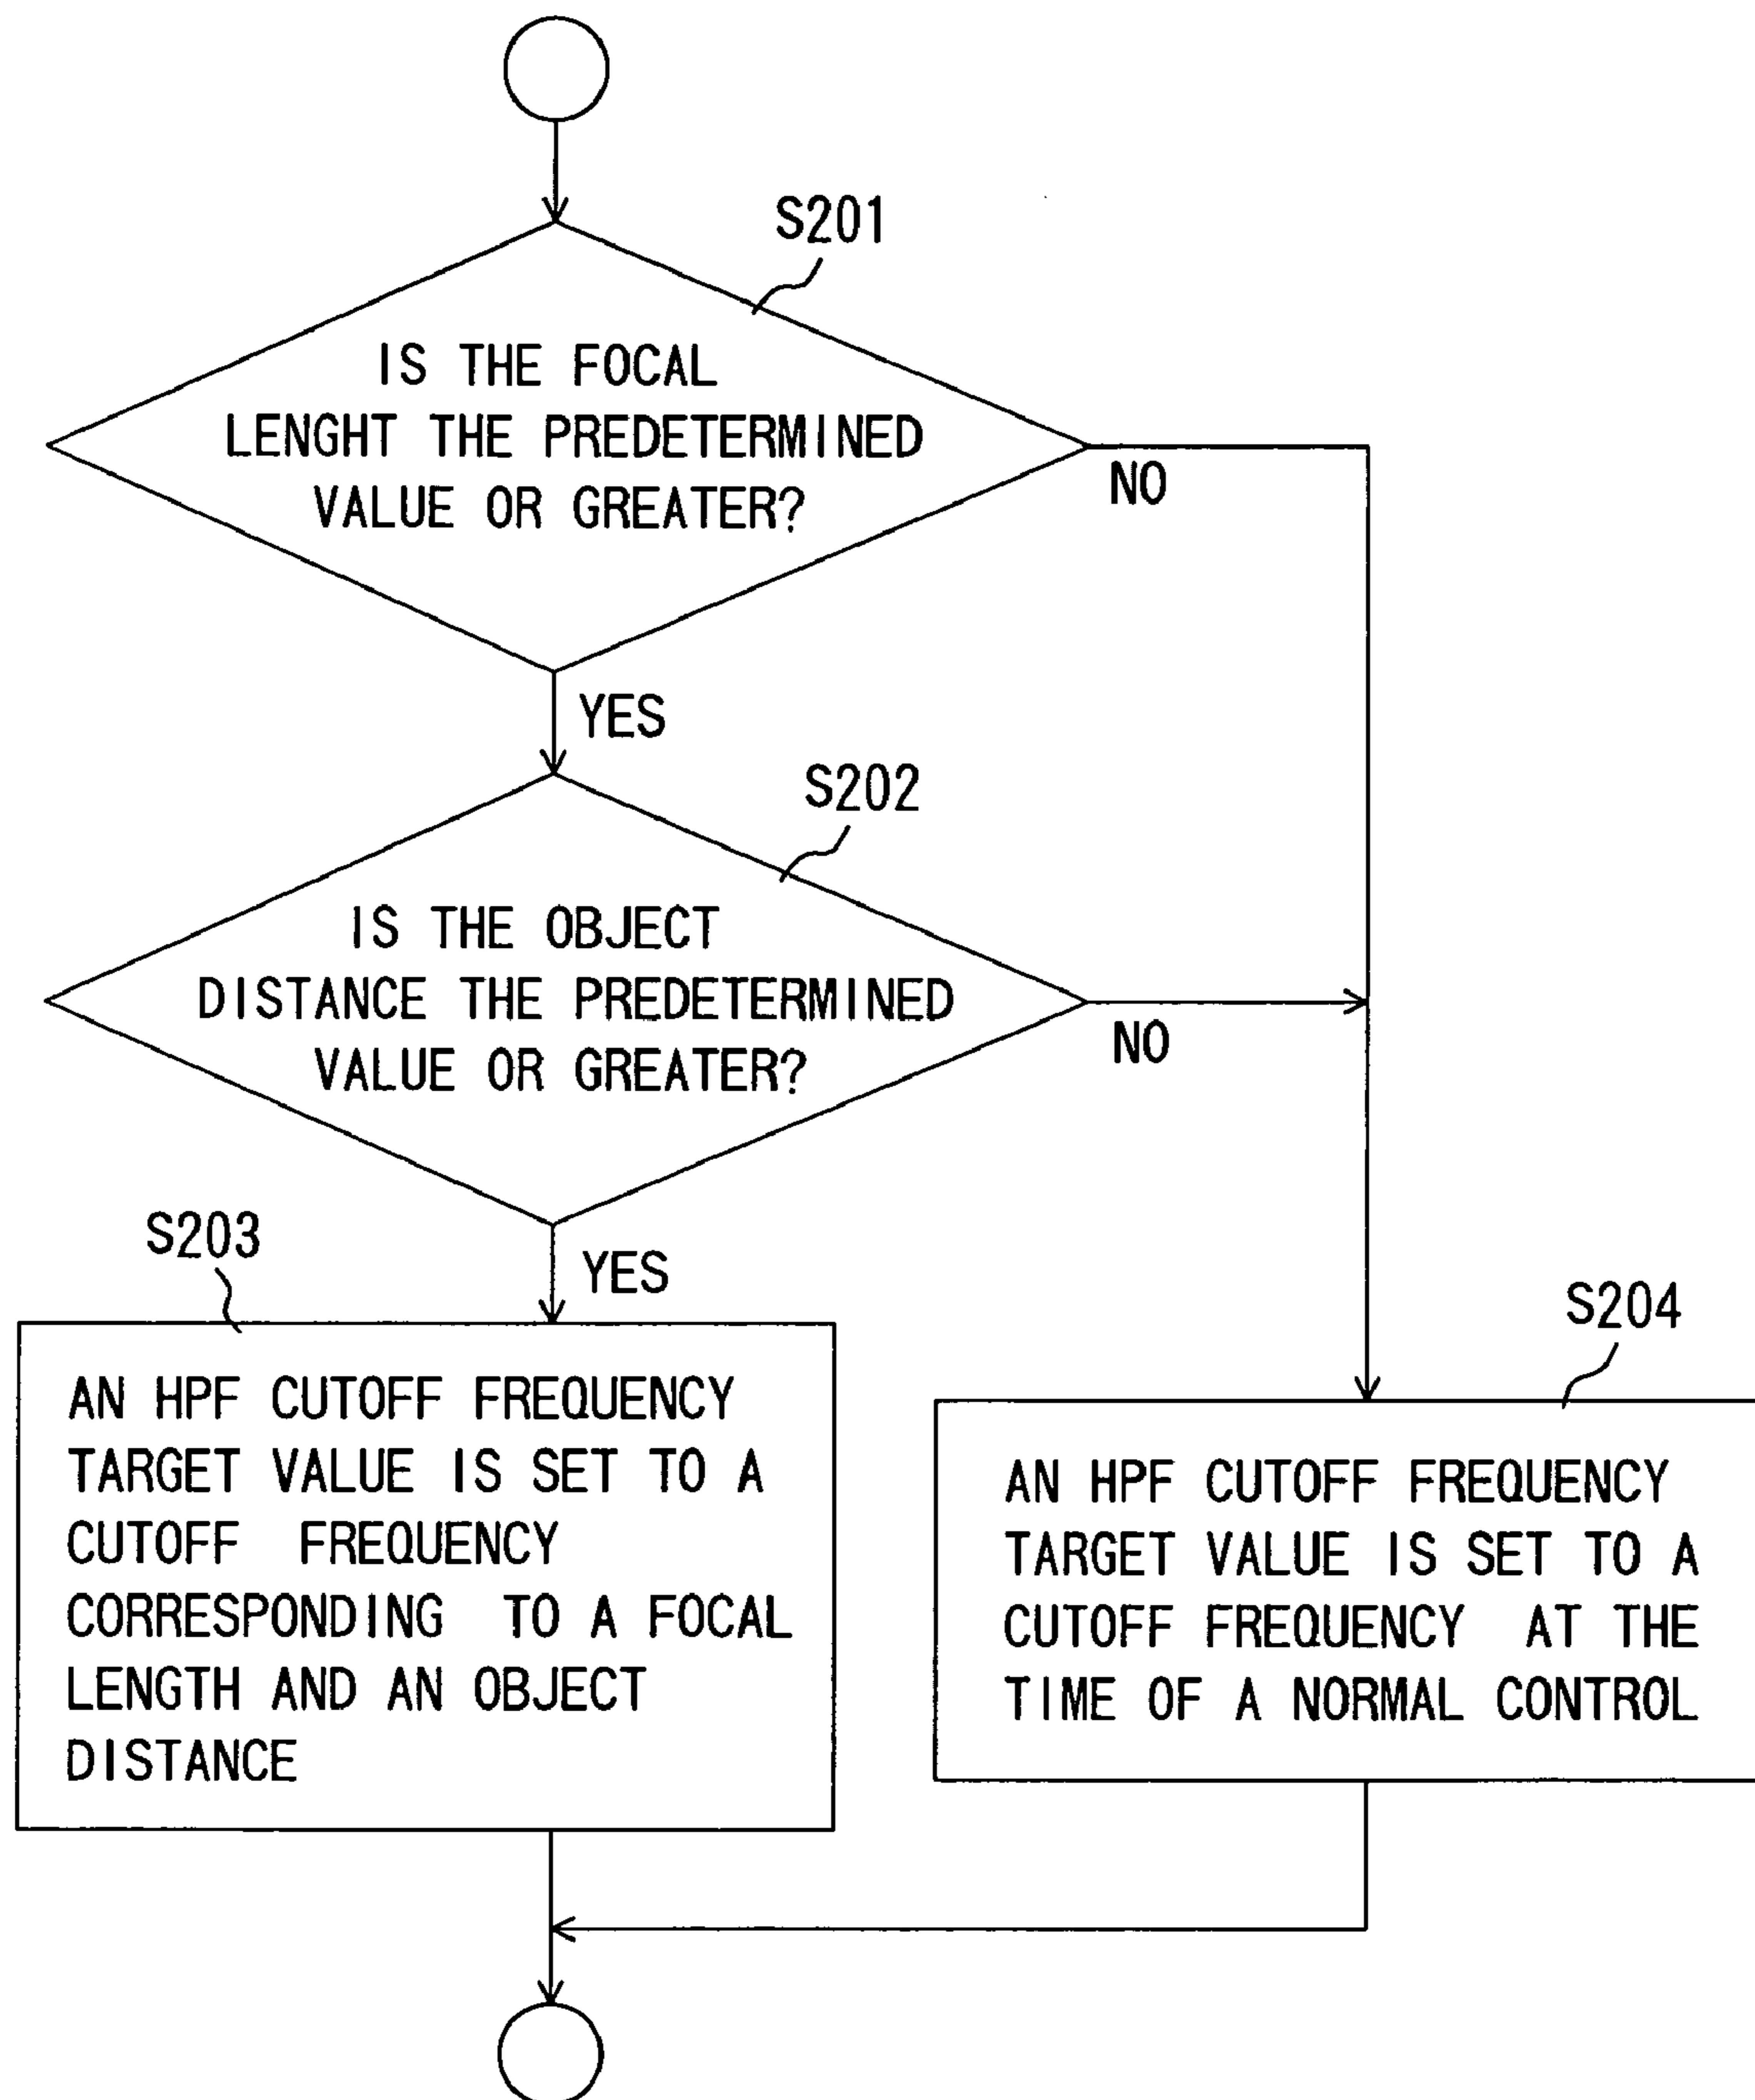 S201
IS THE FOCAL
LENGHT THE PREDETERMINED
VALUE OR GREATER?
NO
YES
S202
IS THE OBJECT
DISTANCE THE PREDETERMINED
VALUE OR GREATER?
NO
YES
S203
AN HPF CUTOFF FREQUENCY
TARGET VALUE IS SET TO A
CUTOFF FREQUENCY
CORRESPONDING TO A FOCAL
LENGTH AND AN OBJECT
DISTANCE
S204
AN HPF CUTOFF FREQUENCY
TARGET VALUE IS SET TO A
CUTOFF FREQUENCY AT THE
TIME OF A NORMAL CONTROL